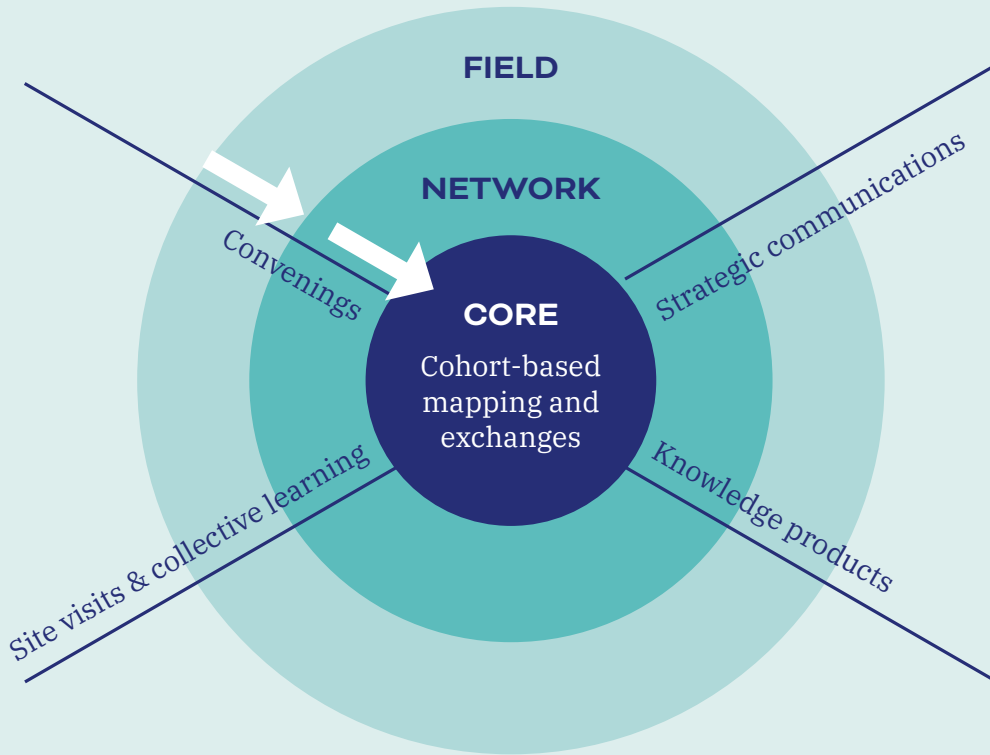 FIELD
NETWORK
Strategic communications
Convenings
CORE
Cohort-based
mapping and
exchanges
Site visits & collective learning
Knowledge products